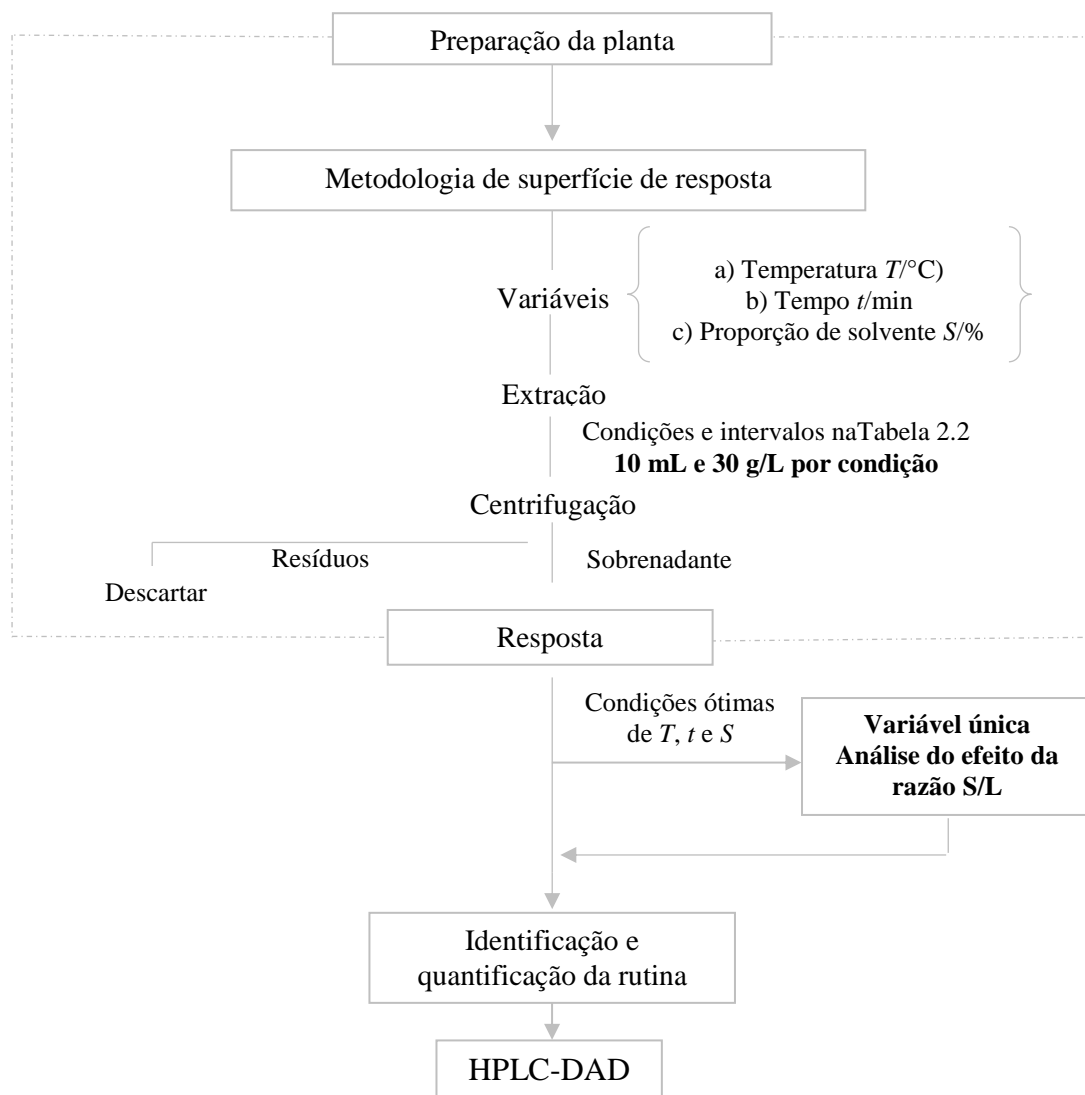 Preparação da planta
Metodologia de superfície de resposta
Variáveis
a) Temperatura T/°C)
b) Tempo t/min
c) Proporção de solvente S/%
Extração
Condições e intervalos naTabela 2.2
10 mL e 30 g/L por condição
Centrifugação
Resíduos
Sobrenadante
Descartar
Resposta
Condições ótimas
de T, t e S
Variável única
Análise do efeito da
razão S/L
Identificação e
quantificação da rutina
HPLC-DAD